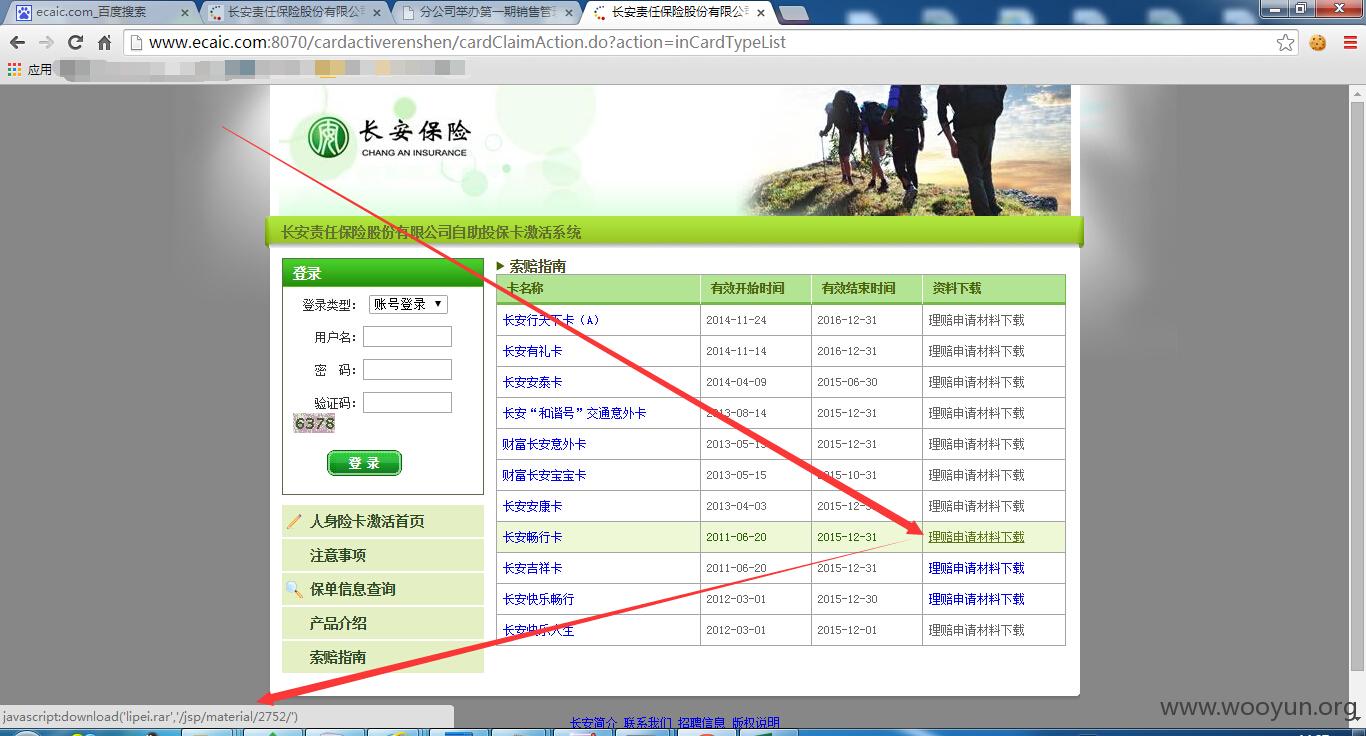 ecaic.com_百度搜索
长安责任保险股份有限公司
分公司举办第一期销售管理
长安责任保险股份有限公司
www.ecaic.com:8070/cardactiverenshen/cardClaimAction.do?action=inCardTypeList
应用
长安保险
CHANG AN INSURANCE
长安责任保险股份有限公司自助投保卡激活系统
登录
登录类型： 账号登录
用户名：
密 码：
验证码：
6378
登 录
人身险卡激活首页
注意事项
保单信息查询
产品介绍
索赔指南
索赔指南
卡名称 有效开始时间 有效结束时间 资料下载
长安行天下卡（A） 2014-11-24 2016-12-31 理赔申请材料下载
长安有礼卡 2014-11-14 2016-12-31 理赔申请材料下载
长安安泰卡 2014-04-09 2015-06-30 理赔申请材料下载
长安“和谐号”交通意外卡 2013-08-14 2015-12-31 理赔申请材料下载
财富长安意外卡 2013-05-15 2015-12-31 理赔申请材料下载
财富长安宝宝卡 2013-05-15 2015-10-31 理赔申请材料下载
长安安康卡 2013-04-03 2015-12-31 理赔申请材料下载
长安畅行卡 2011-06-20 2015-12-31 理赔申请材料下载
长安吉祥卡 2011-06-20 2015-12-31 理赔申请材料下载
长安快乐畅行 2012-03-01 2015-12-30 理赔申请材料下载
长安快乐人生 2012-03-01 2015-12-01 理赔申请材料下载
长安简介 联系我们 招聘信息 版权说明
javascript:download('lipei.rar','/jsp/material/2752/')
www.wooyun.org